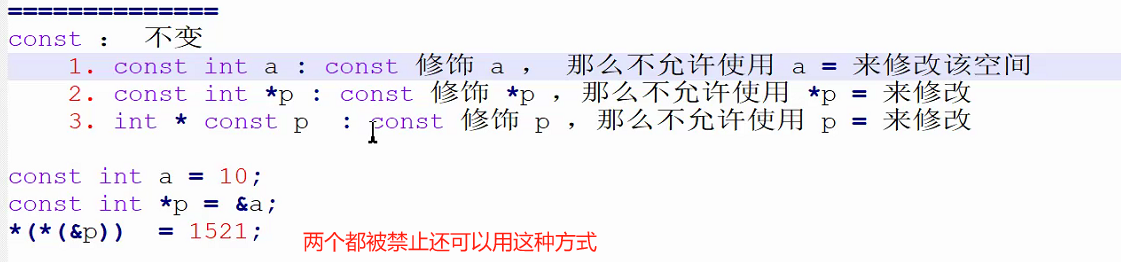 ==============
const : 不变
1. const int a : const 修饰 a , 那么不允许使用 a = 来修改该空间
2. const int *p : const 修饰 *p , 那么不允许使用 *p = 来修改
3. int * const p : const 修饰 p , 那么不允许使用 p = 来修改
const int a = 10;
const int *p = &a;
*(*(&p)) = 1521; 两个都被禁止还可以用这种方式